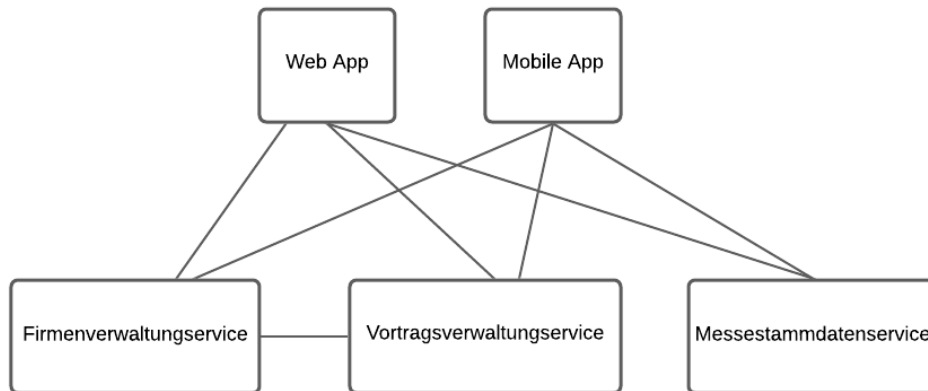 Web App
Mobile App
Firmenverwaltungservice
Vortragsverwaltungservice
Messestammdatenservice